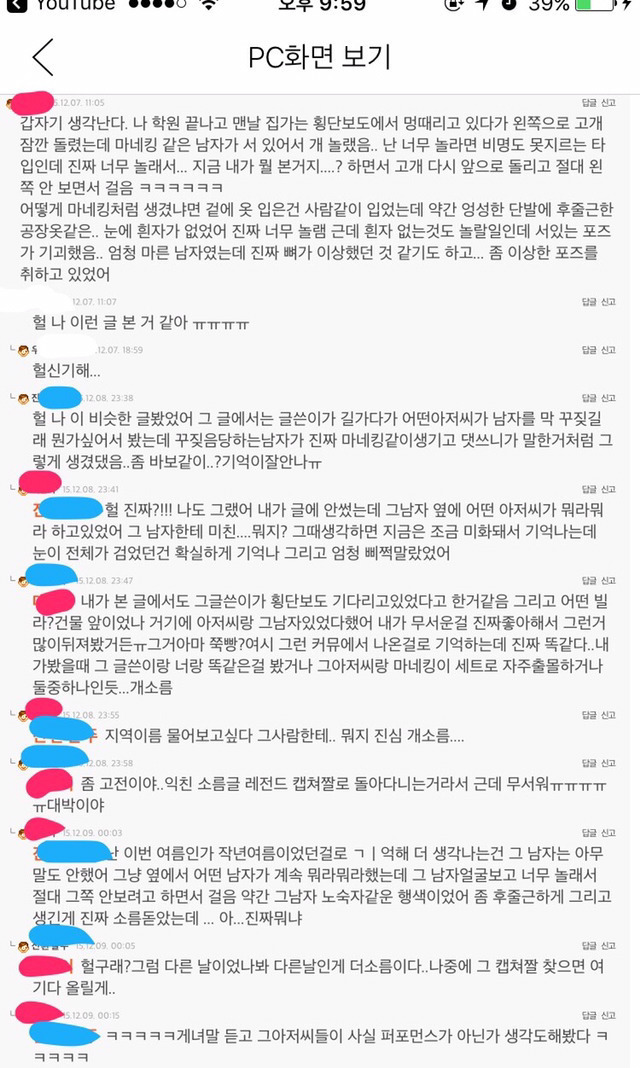 YouTube 오후 9:59 39%
PC화면 보기
5.12.07. 11:05 답글 신고
갑자기 생각난다. 나 학원 끝나고 맨날 집가는 횡단보도에서 멍때리고 있다가 왼쪽으로 고개
잠깐 돌렸는데 마네킹 같은 남자가 서 있어서 개 놀랬음.. 난 너무 놀라면 비명도 못지르는 타
입인데 진짜 너무 놀래서... 지금 내가 뭘 본거지....? 하면서 고개 다시 앞으로 돌리고 절대 왼
쪽 안 보면서 걸음 ㅋㅋㅋㅋㅋㅋ
어떻게 마네킹처럼 생겼냐면 겉에 옷 입은건 사람같이 입었는데 약간 엉성한 단발에 후줄근한
공장옷같은.. 눈에 흰자가 없었어 진짜 너무 놀램 근데 흰자 없는것도 놀랄일인데 서있는 포즈
가 기괴했음.. 엄청 마른 남자였는데 진짜 뼈가 이상했던 것 같기도 하고... 좀 이상한 포즈를
취하고 있었어
12.07. 11:07 답글 신고
헐 나 이런 글 본 거 같아 ㅠㅠㅠㅠ
우 .12.07. 18:59 답글 신고
헐신기해...
진 5.12.08. 23:38 답글 신고
헐 나 이 비슷한 글봤었어 그 글에서는 글쓴이가 길가다가 어떤아저씨가 남자를 막 꾸짖길
래 뭔가싶어서 봤는데 꾸짖음당하는남자가 진짜 마네킹같이생기고 댓쓰니가 말한거처럼 그
렇게 생겼댔음..좀 바보같이..?기억이잘안나ㅠ
15.12.08. 23:41 답글 신고
헐 진짜?!!! 나도 그랬어 내가 글에 안썼는데 그남자 옆에 어떤 아저씨가 뭐라뭐
라 하고있었어 그 남자한테 미친....뭐지? 그때생각하면 지금은 조금 미화돼서 기억나는데
눈이 전체가 검었던건 확실하게 기억나 그리고 엄청 삐쩍말랐었어
5.12.08. 23:47 답글 신고
내가 본 글에서도 그글쓴이가 횡단보도 기다리고있었다고 한거같음 그리고 어떤 빌
라?건물 앞이었나 거기에 아저씨랑 그남자있었다했어 내가 무서운걸 진짜좋아해서 그런거
많이뒤져봤거든ㅠ그거아마 쭉빵?여시 그런 커뮤에서 나온걸로 기억하는데 진짜 똑같다..내
가봤을때 그 글쓴이랑 너랑 똑같은걸 봤거나 그아저씨랑 마네킹이 세트로 자주출몰하거나
둘중하나인듯...개소름
15.12.08. 23:55 답글 신고
지역이름 물어보고싶다 그사람한테.. 뭐지 진심 개소름....
12.08. 23:58 답글 신고
좀 고전이야..익친 소름글 레전드 캡쳐짤로 돌아다니는거라서 근데 무서워ㅠㅠㅠㅠ
ㅠ대박이야
15.12.09. 00:03 답글 신고
난 이번 여름인가 작년여름이었던걸로 ㄱㅣ억해 더 생각나는건 그 남자는 아무
말도 안했어 그냥 옆에서 어떤 남자가 계속 뭐라뭐라했는데 그 남자얼굴보고 너무 놀래서
절대 그쪽 안보려고 하면서 걸음 약간 그남자 노숙자같은 행색이었어 좀 후줄근하게 그리고
생긴게 진짜 소름돋았는데 ... 아...진짜뭐냐
15.12.09. 00:05 답글 신고
헐구래?그럼 다른 날이었나봐 다른날인게 더소름이다..나중에 그 캡쳐짤 찾으면 여
기다 올릴게..
15.12.09. 00:15 답글 신고
ㅋㅋㅋㅋㅋ게녀말 듣고 그아저씨들이 사실 퍼포먼스가 아닌가 생각도해봤다 ㅋ
ㅋㅋㅋㅋ